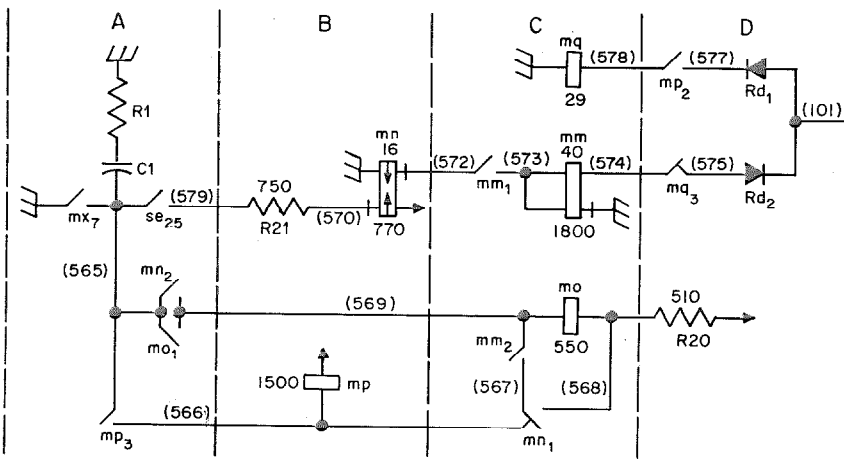 A B C D
mq (578) (577)
R1
29 mp2 Rd1
(101)
C1
mn 16 (572) (573) mm 40 (574) (575)
mm1 mq3 Rd2
mx7 se25 (579) 750 R21 (570) 770 1800
(565) mn2 (569) mo 510
mo1 mm2 550 R20
1500 mp (567) (568)
mp3 (566) mn1